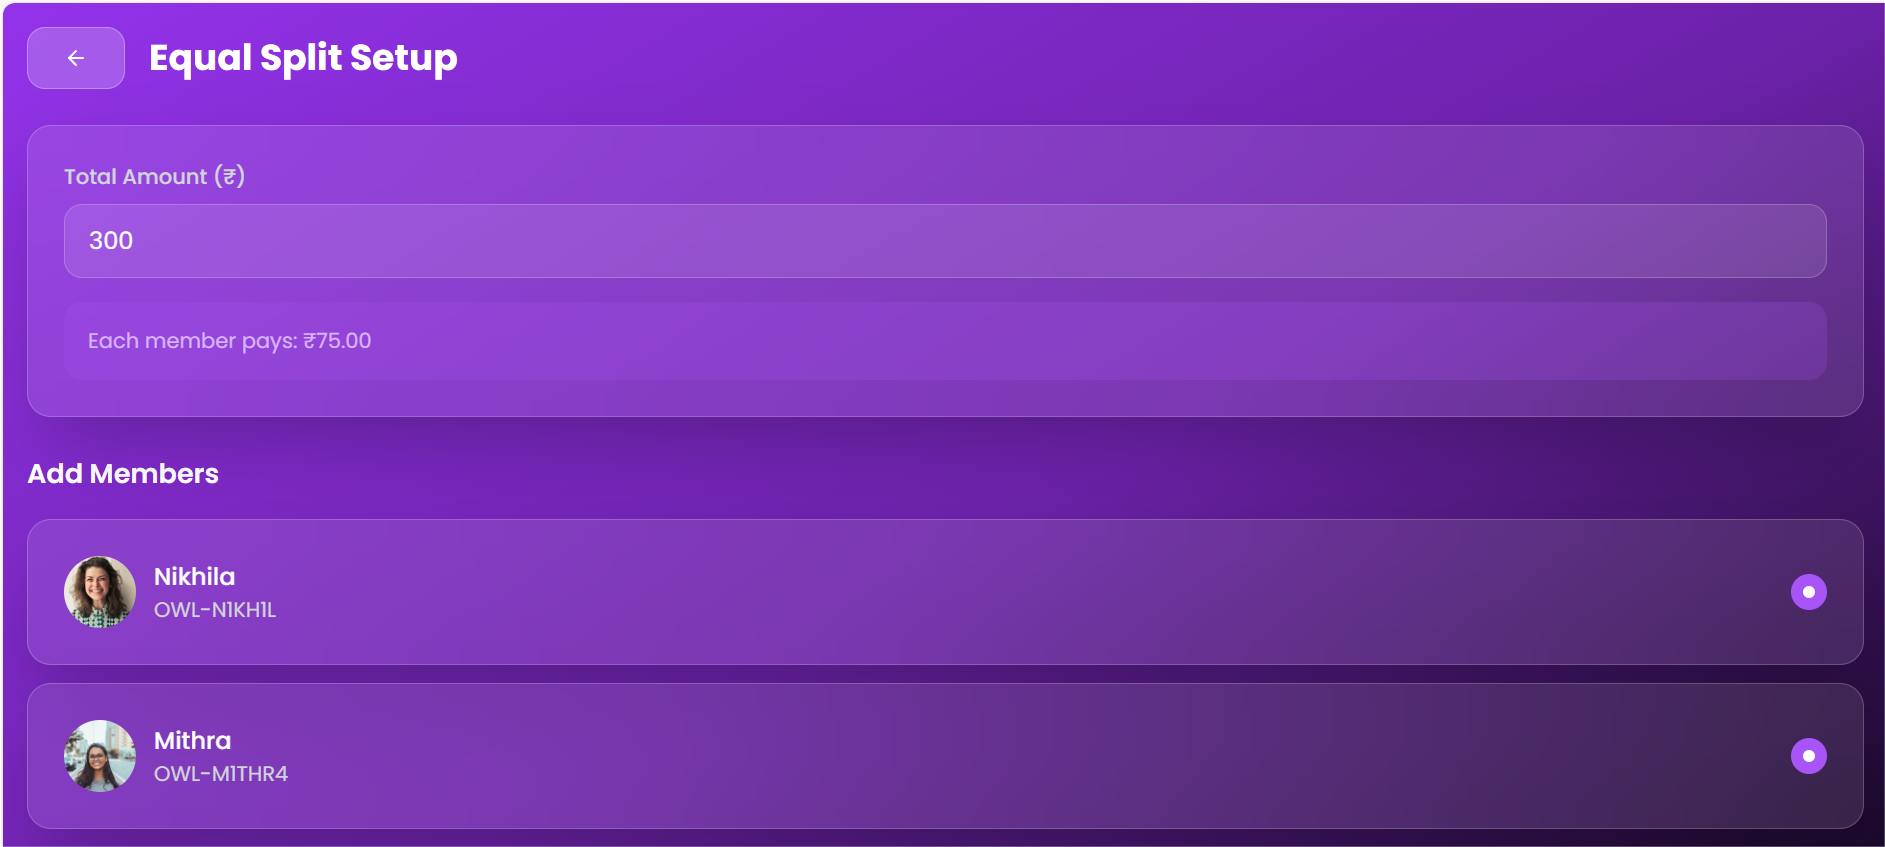 Equal Split Setup
Total Amount (₹)
300
Each member pays: ₹75.00
Add Members
Nikhila
OWL-N1KH1L
Mithra
OWL-M1THR4